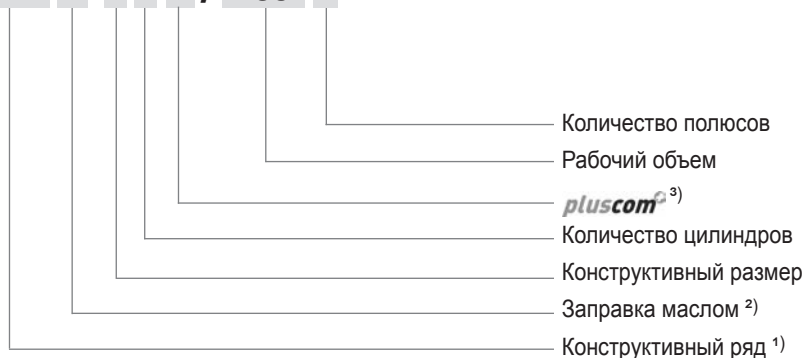 Количество полюсов
Рабочий объем
pluscom ³)
Количество цилиндров
Конструктивный размер
Заправка маслом ²)
Конструктивный ряд ¹)